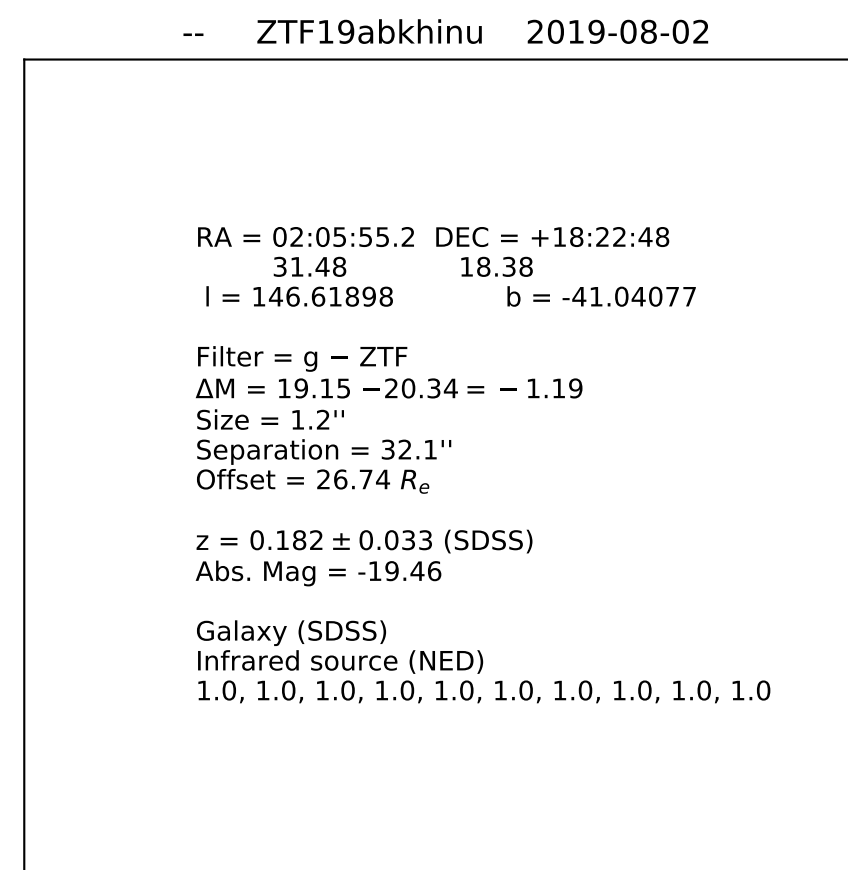 -- ZTF19abkhinu 2019-08-02
RA = 02:05:55.2 DEC = +18:22:48
31.48 18.38
l = 146.61898 b = -41.04077
Filter = g − ZTF
ΔM = 19.15 −20.34 = − 1.19
Size = 1.2''
Separation = 32.1''
Offset = 26.74 Re
z = 0.182 ± 0.033 (SDSS)
Abs. Mag = -19.46
Galaxy (SDSS)
Infrared source (NED)
1.0, 1.0, 1.0, 1.0, 1.0, 1.0, 1.0, 1.0, 1.0, 1.0